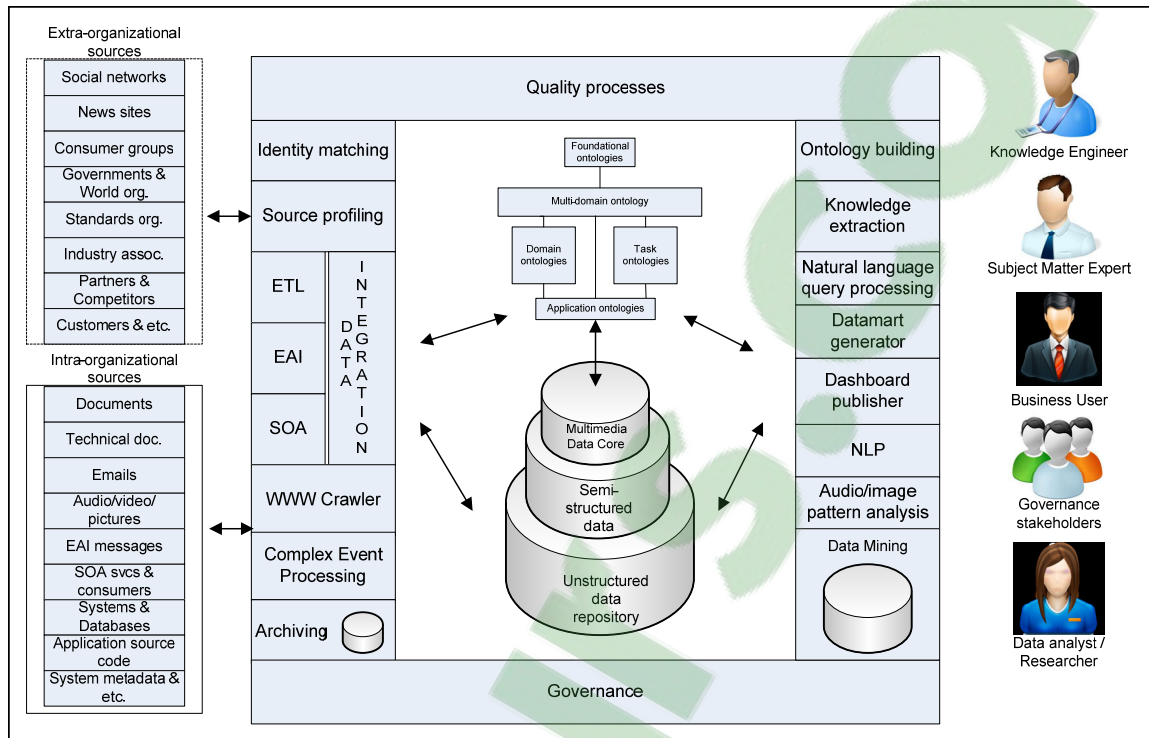 Extra-organizational
sources
Social networks
News sites
Consumer groups
Governments &
World org.
Standards org.
Industry assoc.
Partners &
Competitors
Customers & etc.
Intra-organizational
sources
Documents
Technical doc.
Emails
Audio/video/
pictures
EAI messages
SOA svcs &
consumers
Systems &
Databases
Application source
code
System metadata &
etc.
Quality processes
Identity matching
Source profiling
ETL
EAI
SOA
DATA
INTEGRATION
WWW Crawler
Complex Event
Processing
Archiving
Foundational
ontologies
Multi-domain ontology
Domain
ontologies
Task
ontologies
Application ontologies
Multimedia
Data Core
Semi-
structured
data
Unstructured
data
repository
Ontology building
Knowledge
extraction
Natural language
query processing
Datamart
generator
Dashboard
publisher
NLP
Audio/image
pattern analysis
Data Mining
Governance
Knowledge Engineer
Subject Matter Expert
Business User
Governance
stakeholders
Data analyst /
Researcher